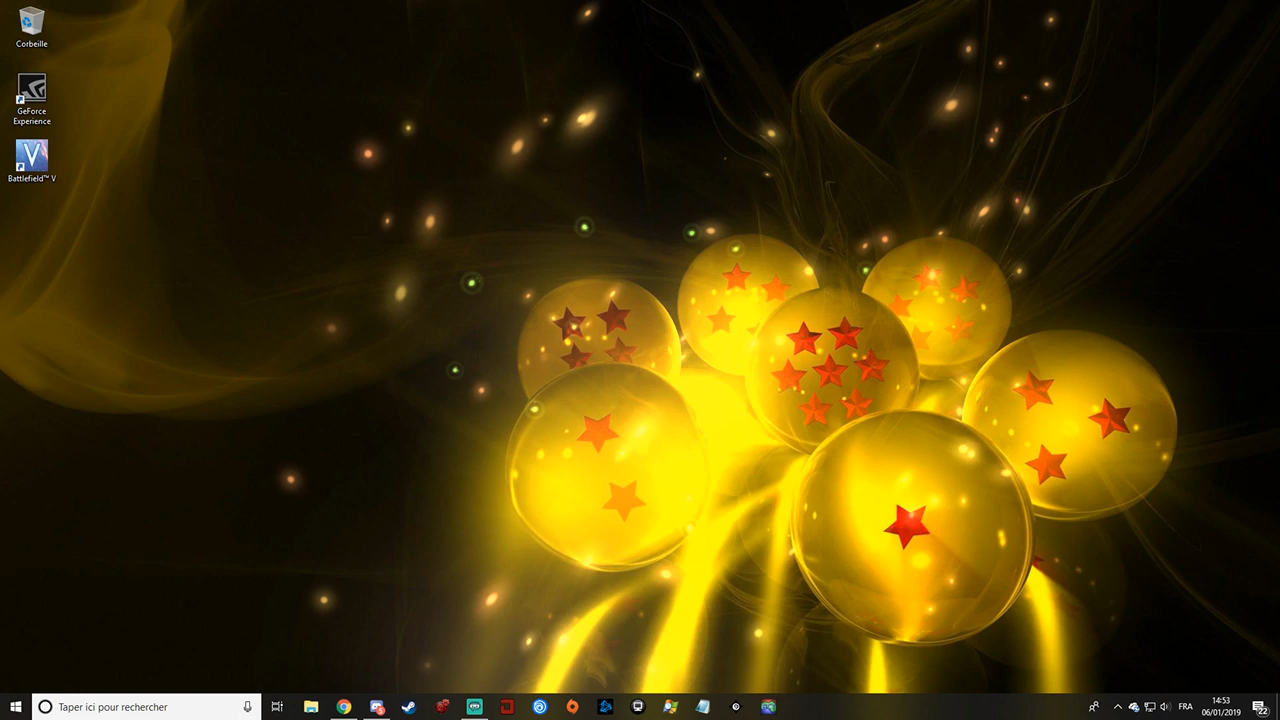 Corbeille
GeForce
Experience
Battlefield™ V
Taper ici pour rechercher
FRA
14:53
06/01/2019
22